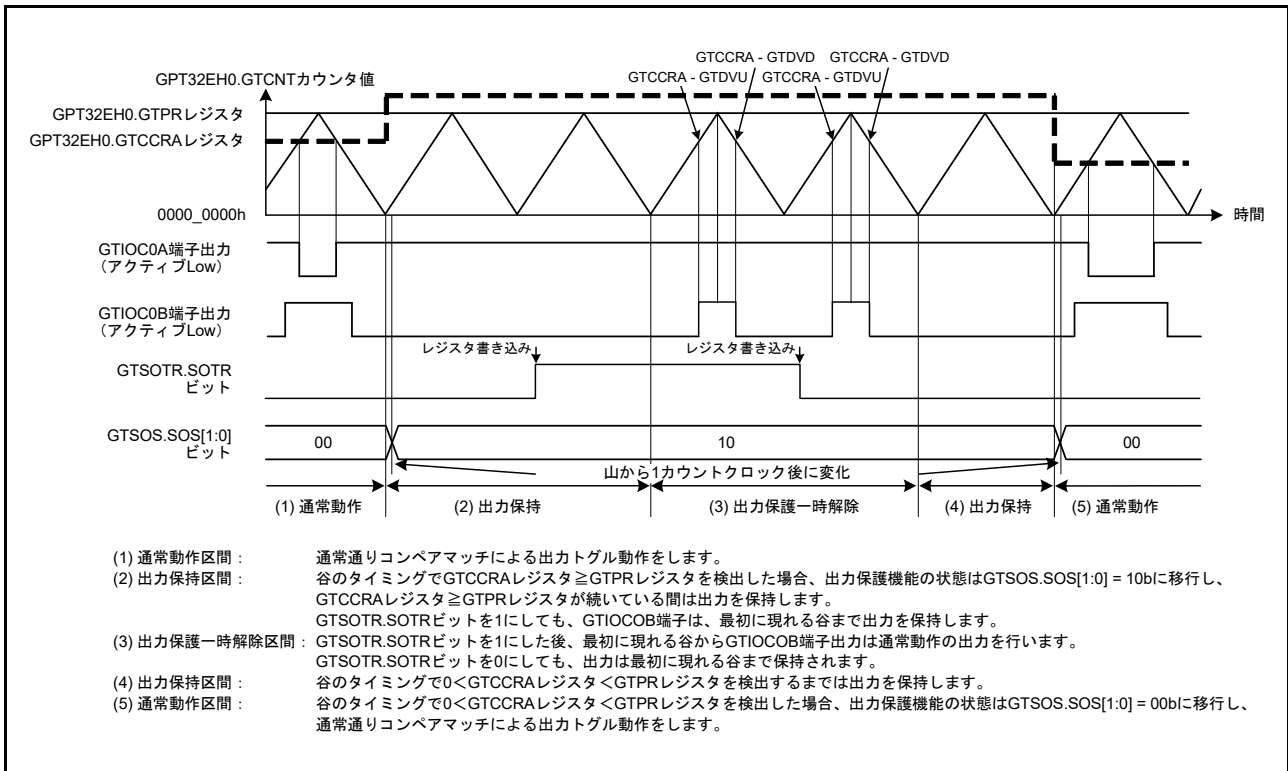 GTCCRA - GTDVD GTCCRA - GTDVD
GTCCRA - GTDVU GTCCRA - GTDVU
GPT32EH0.GTCNTカウンタ値
GPT32EH0.GTPRレジスタ
GPT32EH0.GTCCRAレジスタ
0000_0000h
時間
GTIOC0A端子出力
(アクティブLow)
GTIOC0B端子出力
(アクティブLow)
レジスタ書き込み レジスタ書き込み
GTSOTR.SOTR
ビット
GTSOS.SOS[1:0]
ビット
00 10 00
山から1カウントクロック後に変化
(1) 通常動作 (2) 出力保持 (3) 出力保護一時解除 (4) 出力保持 (5) 通常動作
(1) 通常動作区間： 通常通りコンペアマッチによる出力トグル動作をします。
(2) 出力保持区間： 谷のタイミングでGTCCRAレジスタ≧GTPRレジスタを検出した場合、出力保護機能の状態はGTSOS.SOS[1:0] = 10bに移行し、
GTCCRAレジスタ≧GTPRレジスタが続いている間は出力を保持します。
GTSOTR.SOTRビットを1にしても、GTIOCOB端子は、最初に現れる谷まで出力を保持します。
(3) 出力保護一時解除区間： GTSOTR.SOTRビットを1にした後、最初に現れる谷からGTIOCOB端子出力は通常動作の出力を行います。
GTSOTR.SOTRビットを0にしても、出力は最初に現れる谷まで保持されます。
(4) 出力保持区間： 谷のタイミングで0＜GTCCRAレジスタ＜GTPRレジスタを検出するまでは出力を保持します。
(5) 通常動作区間： 谷のタイミングで0＜GTCCRAレジスタ＜GTPRレジスタを検出した場合、出力保護機能の状態はGTSOS.SOS[1:0] = 00bに移行し、
通常通りコンペアマッチによる出力トグル動作をします。